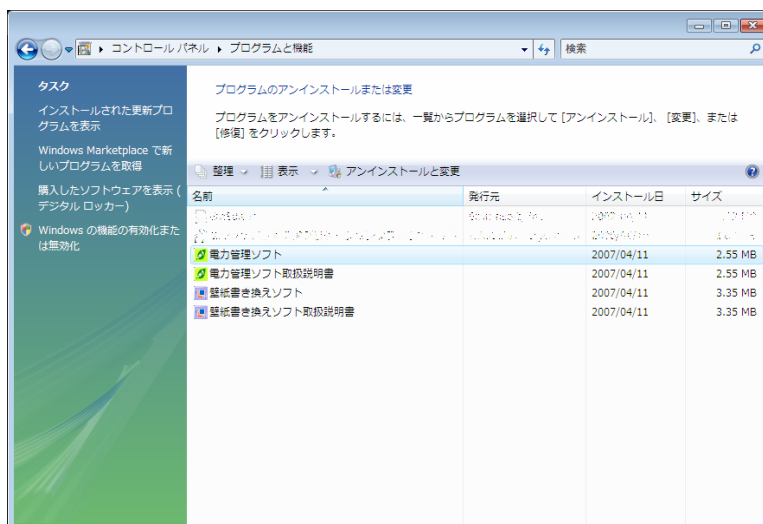 コントロール パネル ▸ プログラムと機能
検索
タスク
インストールされた更新プロ
グラムを表示
Windows Marketplace で新
しいプログラムを取得
購入したソフトウェアを表示 (
デジタル ロッカー)
Windows の機能の有効化また
は無効化
プログラムのアンインストールまたは変更
プログラムをアンインストールするには、一覧からプログラムを選択して [アンインストール]、[変更]、または
[修復] をクリックします。
整理 表示 アンインストールと変更
名前 発行元 インストール日 サイズ
電力管理ソフト 2007/04/11 2.55 MB
電力管理ソフト取扱説明書 2007/04/11 2.55 MB
壁紙書き換えソフト 2007/04/11 3.35 MB
壁紙書き換えソフト取扱説明書 2007/04/11 3.35 MB